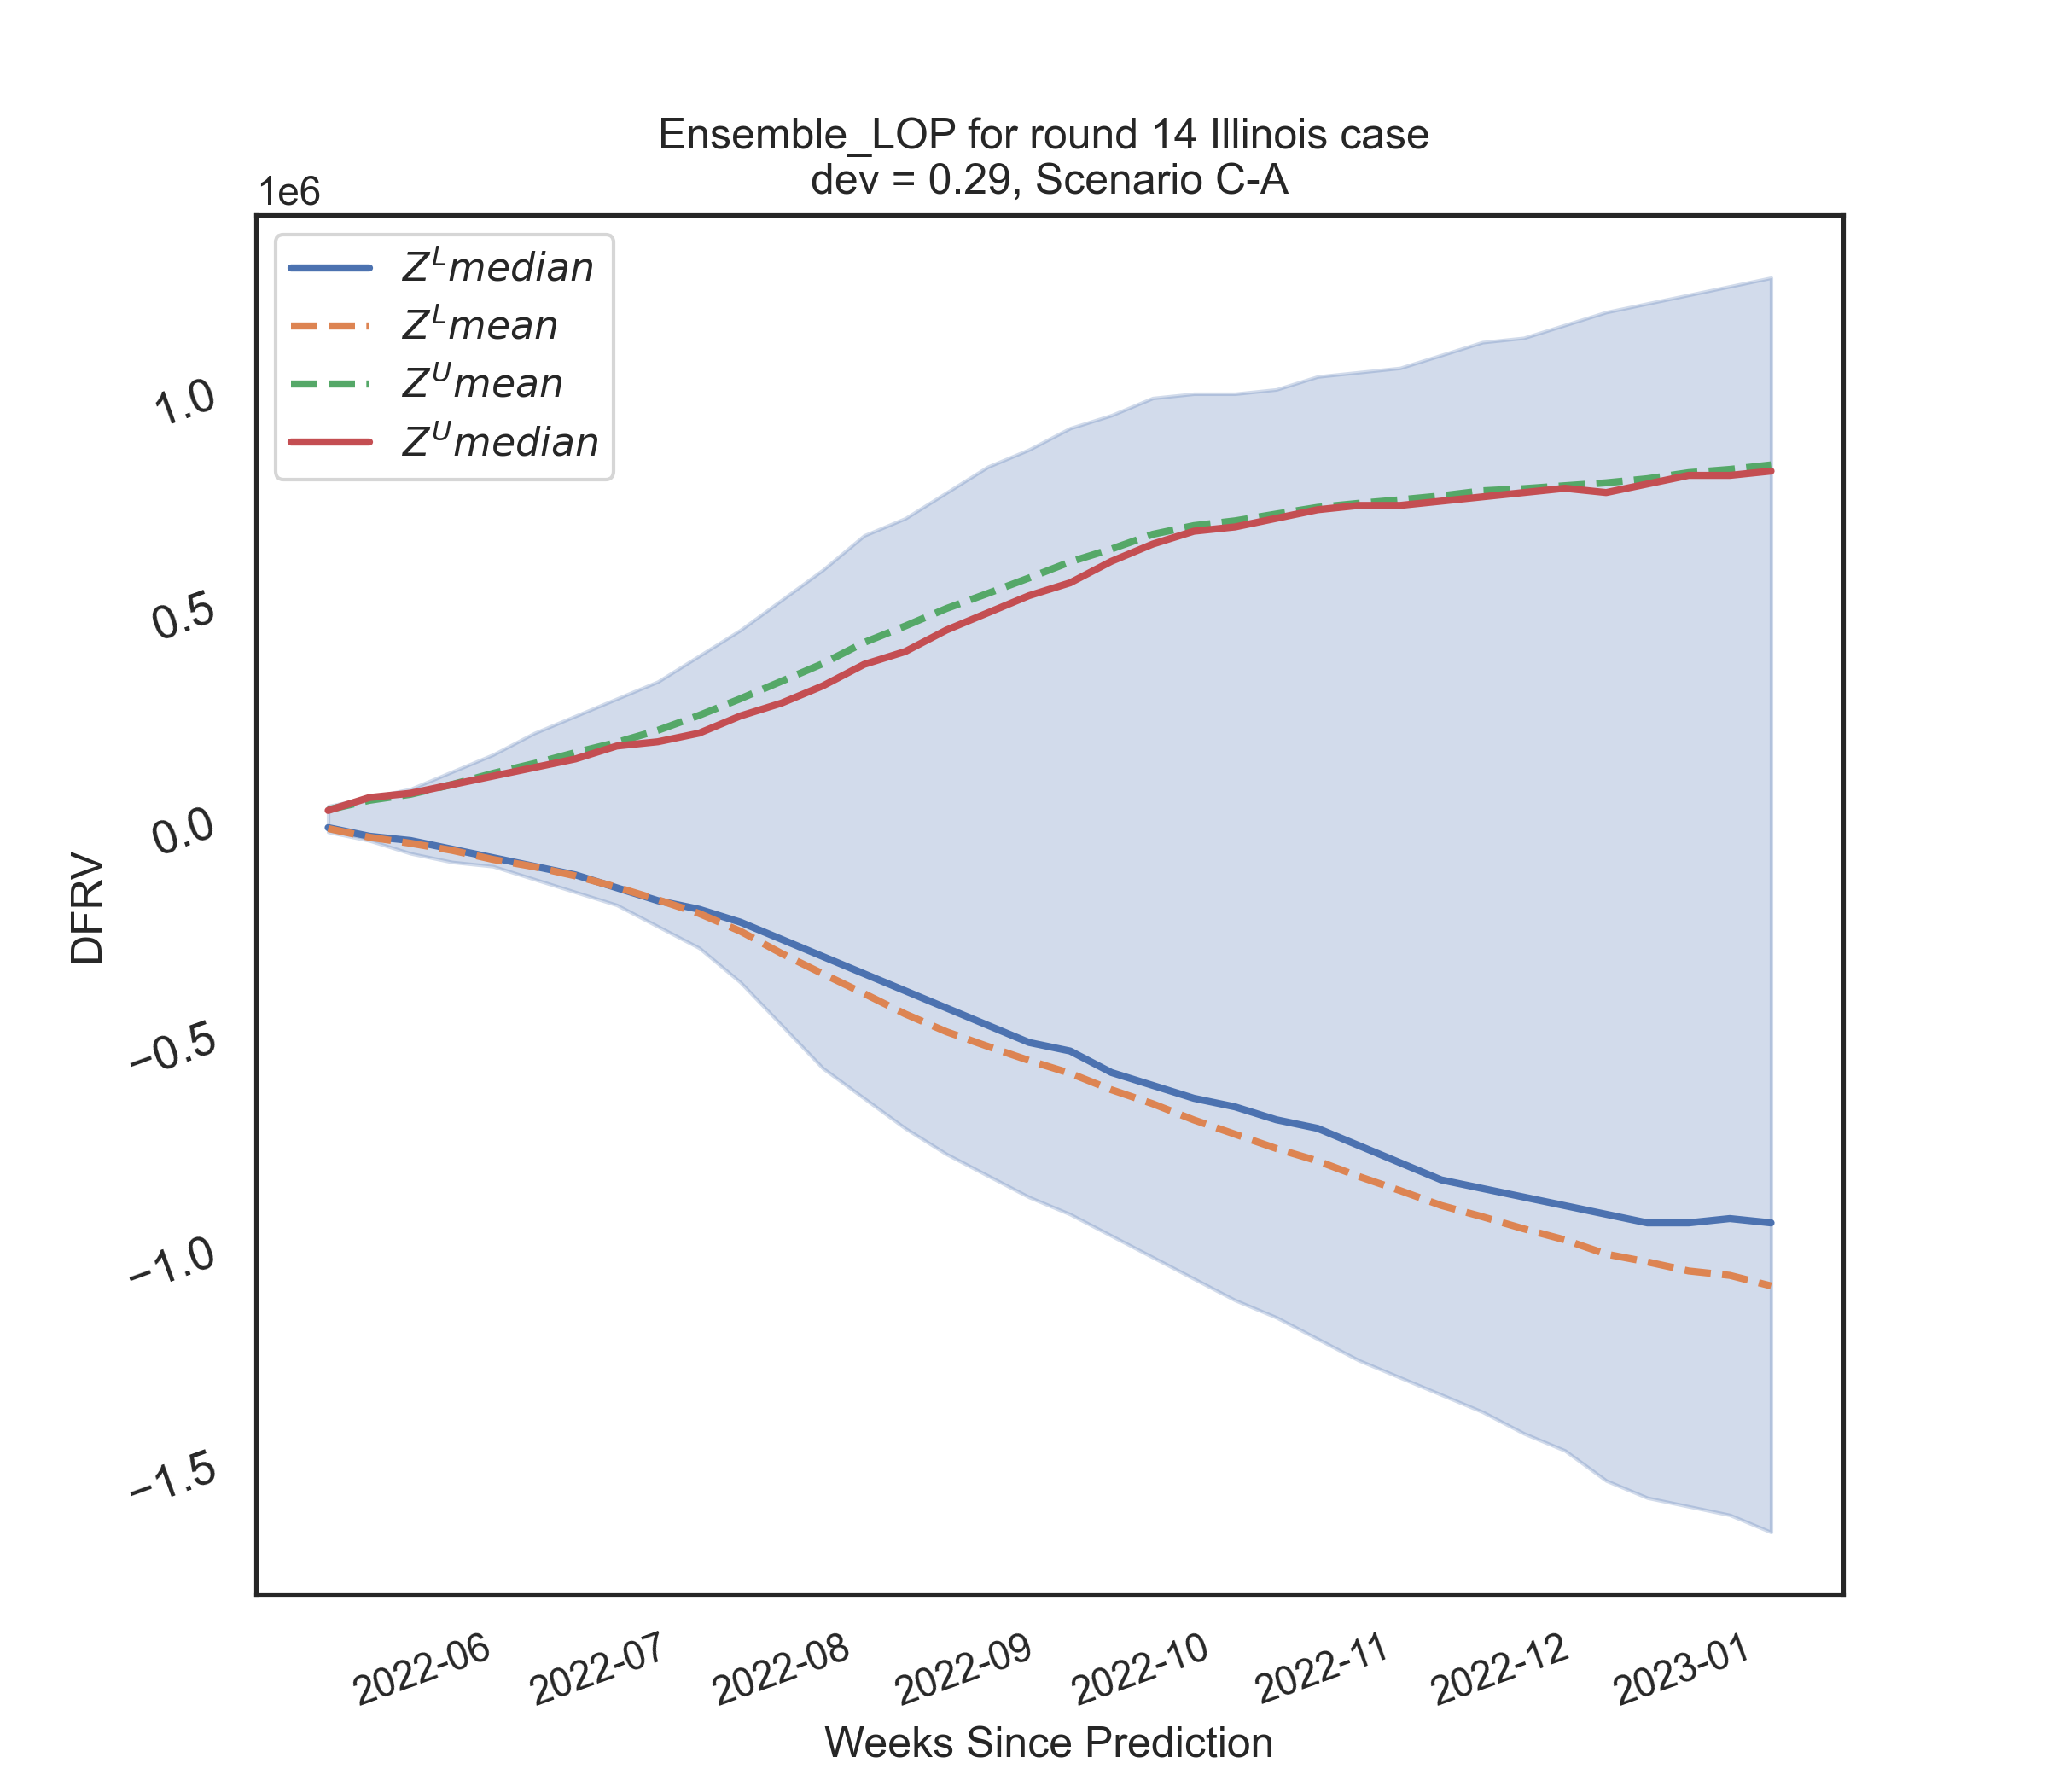 Ensemble_LOP for round 14 Illinois case
dev = 0.29, Scenario C-A
1e6
Z^L median
Z^L mean
Z^U mean
Z^U median
1.0
0.5
0.0
−0.5
−1.0
−1.5
DFRV
2022-06
2022-07
2022-08
2022-09
2022-10
2022-11
2022-12
2023-01
Weeks Since Prediction